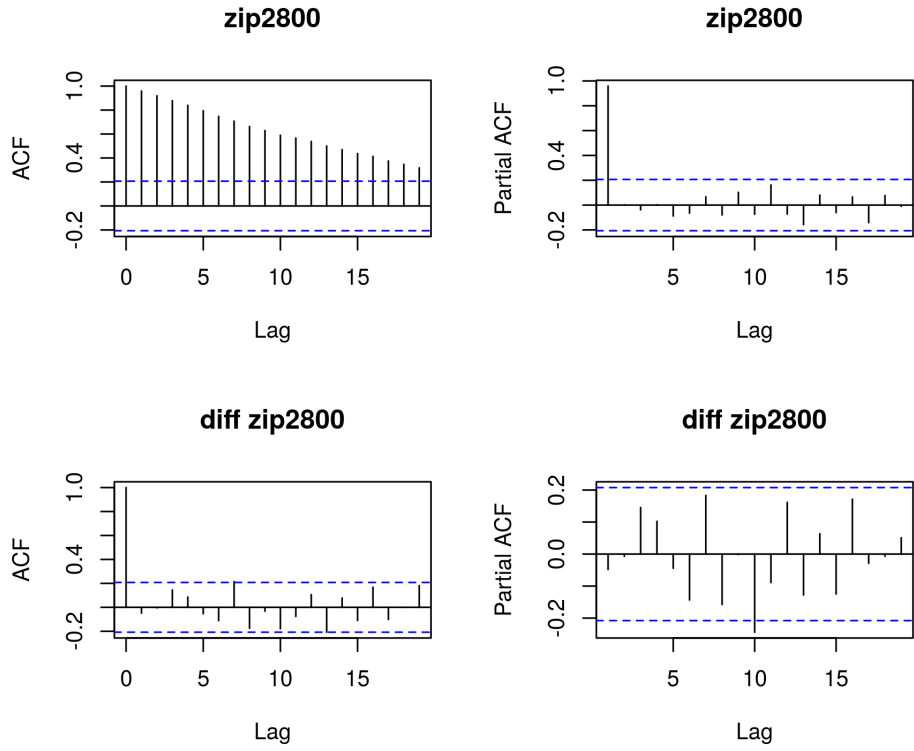 zip2800
ACF
-0.2 0.4 1.0
0 5 10 15
Lag
zip2800
Partial ACF
-0.2 0.4 1.0
5 10 15
Lag
diff zip2800
ACF
-0.2 0.4 1.0
0 5 10 15
Lag
diff zip2800
Partial ACF
-0.2 0.0 0.2
5 10 15
Lag